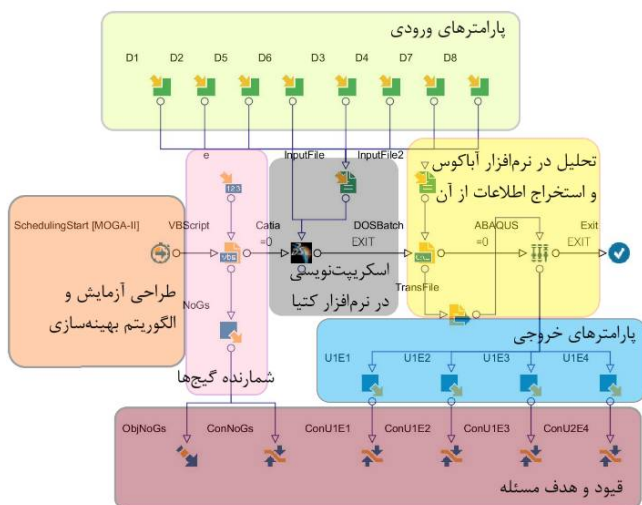 پارامترهای ورودی
D1 D2 D5 D6 D3 D4 D7 D8
e
InputFile
InputFile2
تحلیل در نرم‌افزار آباکوس
و استخراج اطلاعات از آن
SchedulingStart [MOGA-II]
VBScript
Catia
=0
EXIT
DOSBatch
ABAQUS
=0
Exit
EXIT
طراحی آزمایش و
الگوریتم بهینه‌سازی
اسکریپت‌نویسی
در نرم‌افزار کتیا
TransFile
NoGs
شمارنده گیج‌ها
پارامترهای خروجی
U1E1 U1E2 U1E3 U1E4
ObjNoGs ConNoGs ConU1E1 ConU1E2 ConU1E3 ConU2E4
قیود و هدف مسئله